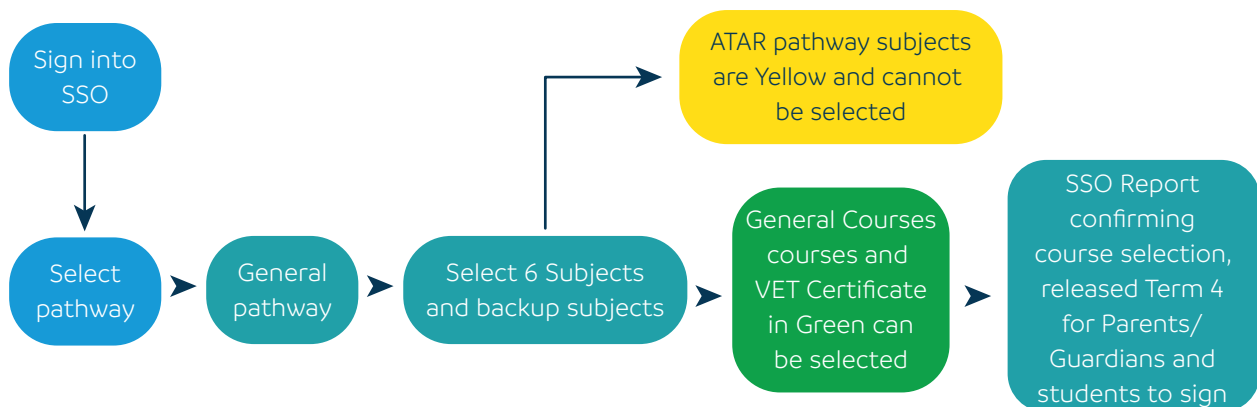 Sign into
SSO
ATAR pathway subjects
are Yellow and cannot
be selected
Select
pathway
General
pathway
Select 6 Subjects
and backup subjects
General Courses
courses and
VET Certificate
in Green can
be selected
SSO Report
confirming
course selection,
released Term 4
for Parents/
Guardians and
students to sign